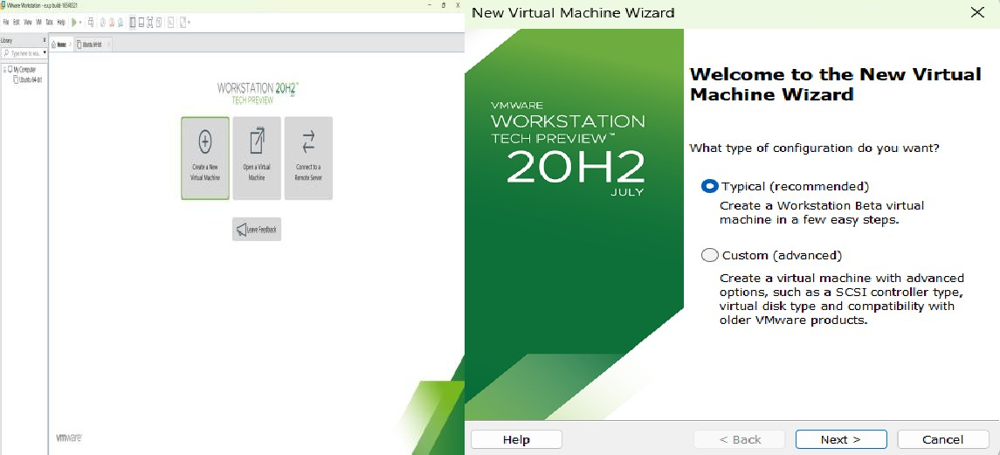 VMware Workstation - e.x.p build-16540321
File Edit View VM Tabs Help
Library
Type here to sea...
My Computer
Ubuntu 64-bit
Home
Ubuntu 64-bit
WORKSTATION 20H2™
TECH PREVIEW
Create a New
Virtual Machine
Open a Virtual
Machine
Connect to a
Remote Server
Leave Feedback
vmware
New Virtual Machine Wizard
VMWARE
WORKSTATION
TECH PREVIEW™
20H2
JULY
Welcome to the New Virtual
Machine Wizard
What type of configuration do you want?
Typical (recommended)
Create a Workstation Beta virtual
machine in a few easy steps.
Custom (advanced)
Create a virtual machine with advanced
options, such as a SCSI controller type,
virtual disk type and compatibility with
older VMware products.
Help
< Back
Next >
Cancel